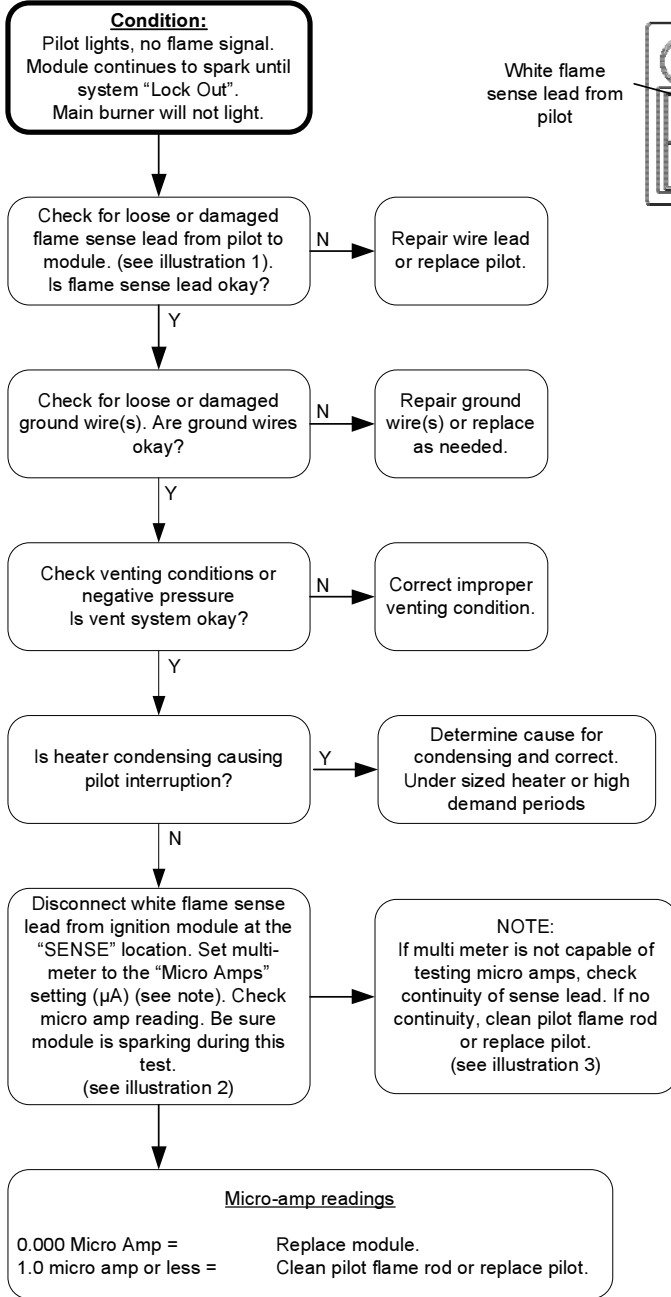 Condition:
Pilot lights, no flame signal.
Module continues to spark until
system “Lock Out”.
Main burner will not light.
White flame
sense lead from
pilot
Check for loose or damaged
flame sense lead from pilot to
module. (see illustration 1).
Is flame sense lead okay?
N
Repair wire lead
or replace pilot.
Y
Check for loose or damaged
ground wire(s). Are ground wires
okay?
N
Repair ground
wire(s) or replace
as needed.
Y
Check venting conditions or
negative pressure
Is vent system okay?
N
Correct improper
venting condition.
Y
Is heater condensing causing
pilot interruption?
Y
Determine cause for
condensing and correct.
Under sized heater or high
demand periods
N
Disconnect white flame sense
lead from ignition module at the
“SENSE” location. Set multi-
meter to the “Micro Amps”
setting (µA) (see note). Check
micro amp reading. Be sure
module is sparking during this
test.
(see illustration 2)
NOTE:
If multi meter is not capable of
testing micro amps, check
continuity of sense lead. If no
continuity, clean pilot flame rod
or replace pilot.
(see illustration 3)
Micro-amp readings
0.000 Micro Amp = Replace module.
1.0 micro amp or less = Clean pilot flame rod or replace pilot.